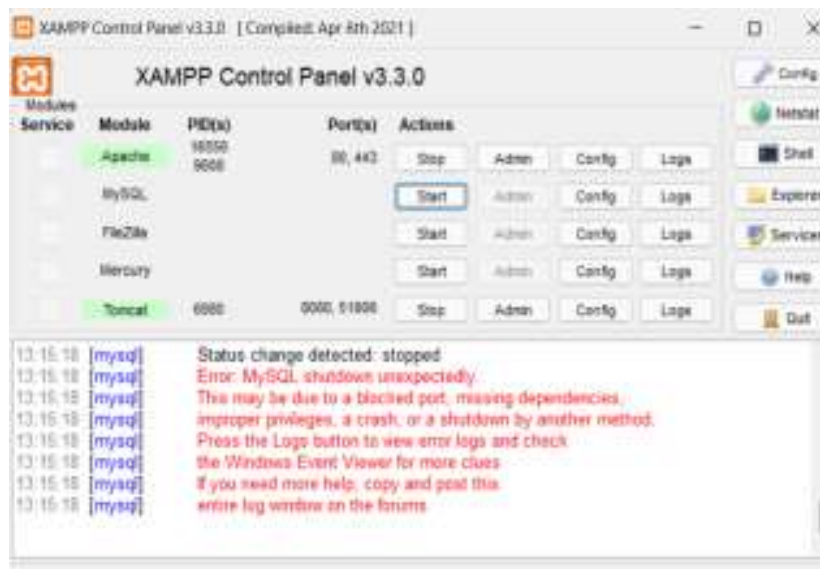 XAMPP Control Panel v3.3.0 [ Compiled: Apr 6th 2021 ]
XAMPP Control Panel v3.3.0
Config
Modules
Service Module PID(s) Port(s) Actions
Netstat
Apache 80, 443 Stop Admin Config Logs
Shell
MySQL Start Admin Config Logs
Explorer
FileZilla Start Admin Config Logs
Services
Mercury Start Admin Config Logs
Help
Tomcat Stop Admin Config Logs
Quit
13:15:18 [mysql] Status change detected: stopped
13:15:18 [mysql] Error: MySQL shutdown unexpectedly.
13:15:18 [mysql] This may be due to a blocked port, missing dependencies,
13:15:18 [mysql] improper privileges, a crash, or a shutdown by another method.
13:15:18 [mysql] Press the Logs button to view error logs and check
13:15:18 [mysql] the Windows Event Viewer for more clues
13:15:18 [mysql] If you need more help, copy and post this
13:15:18 [mysql] entire log window on the forums